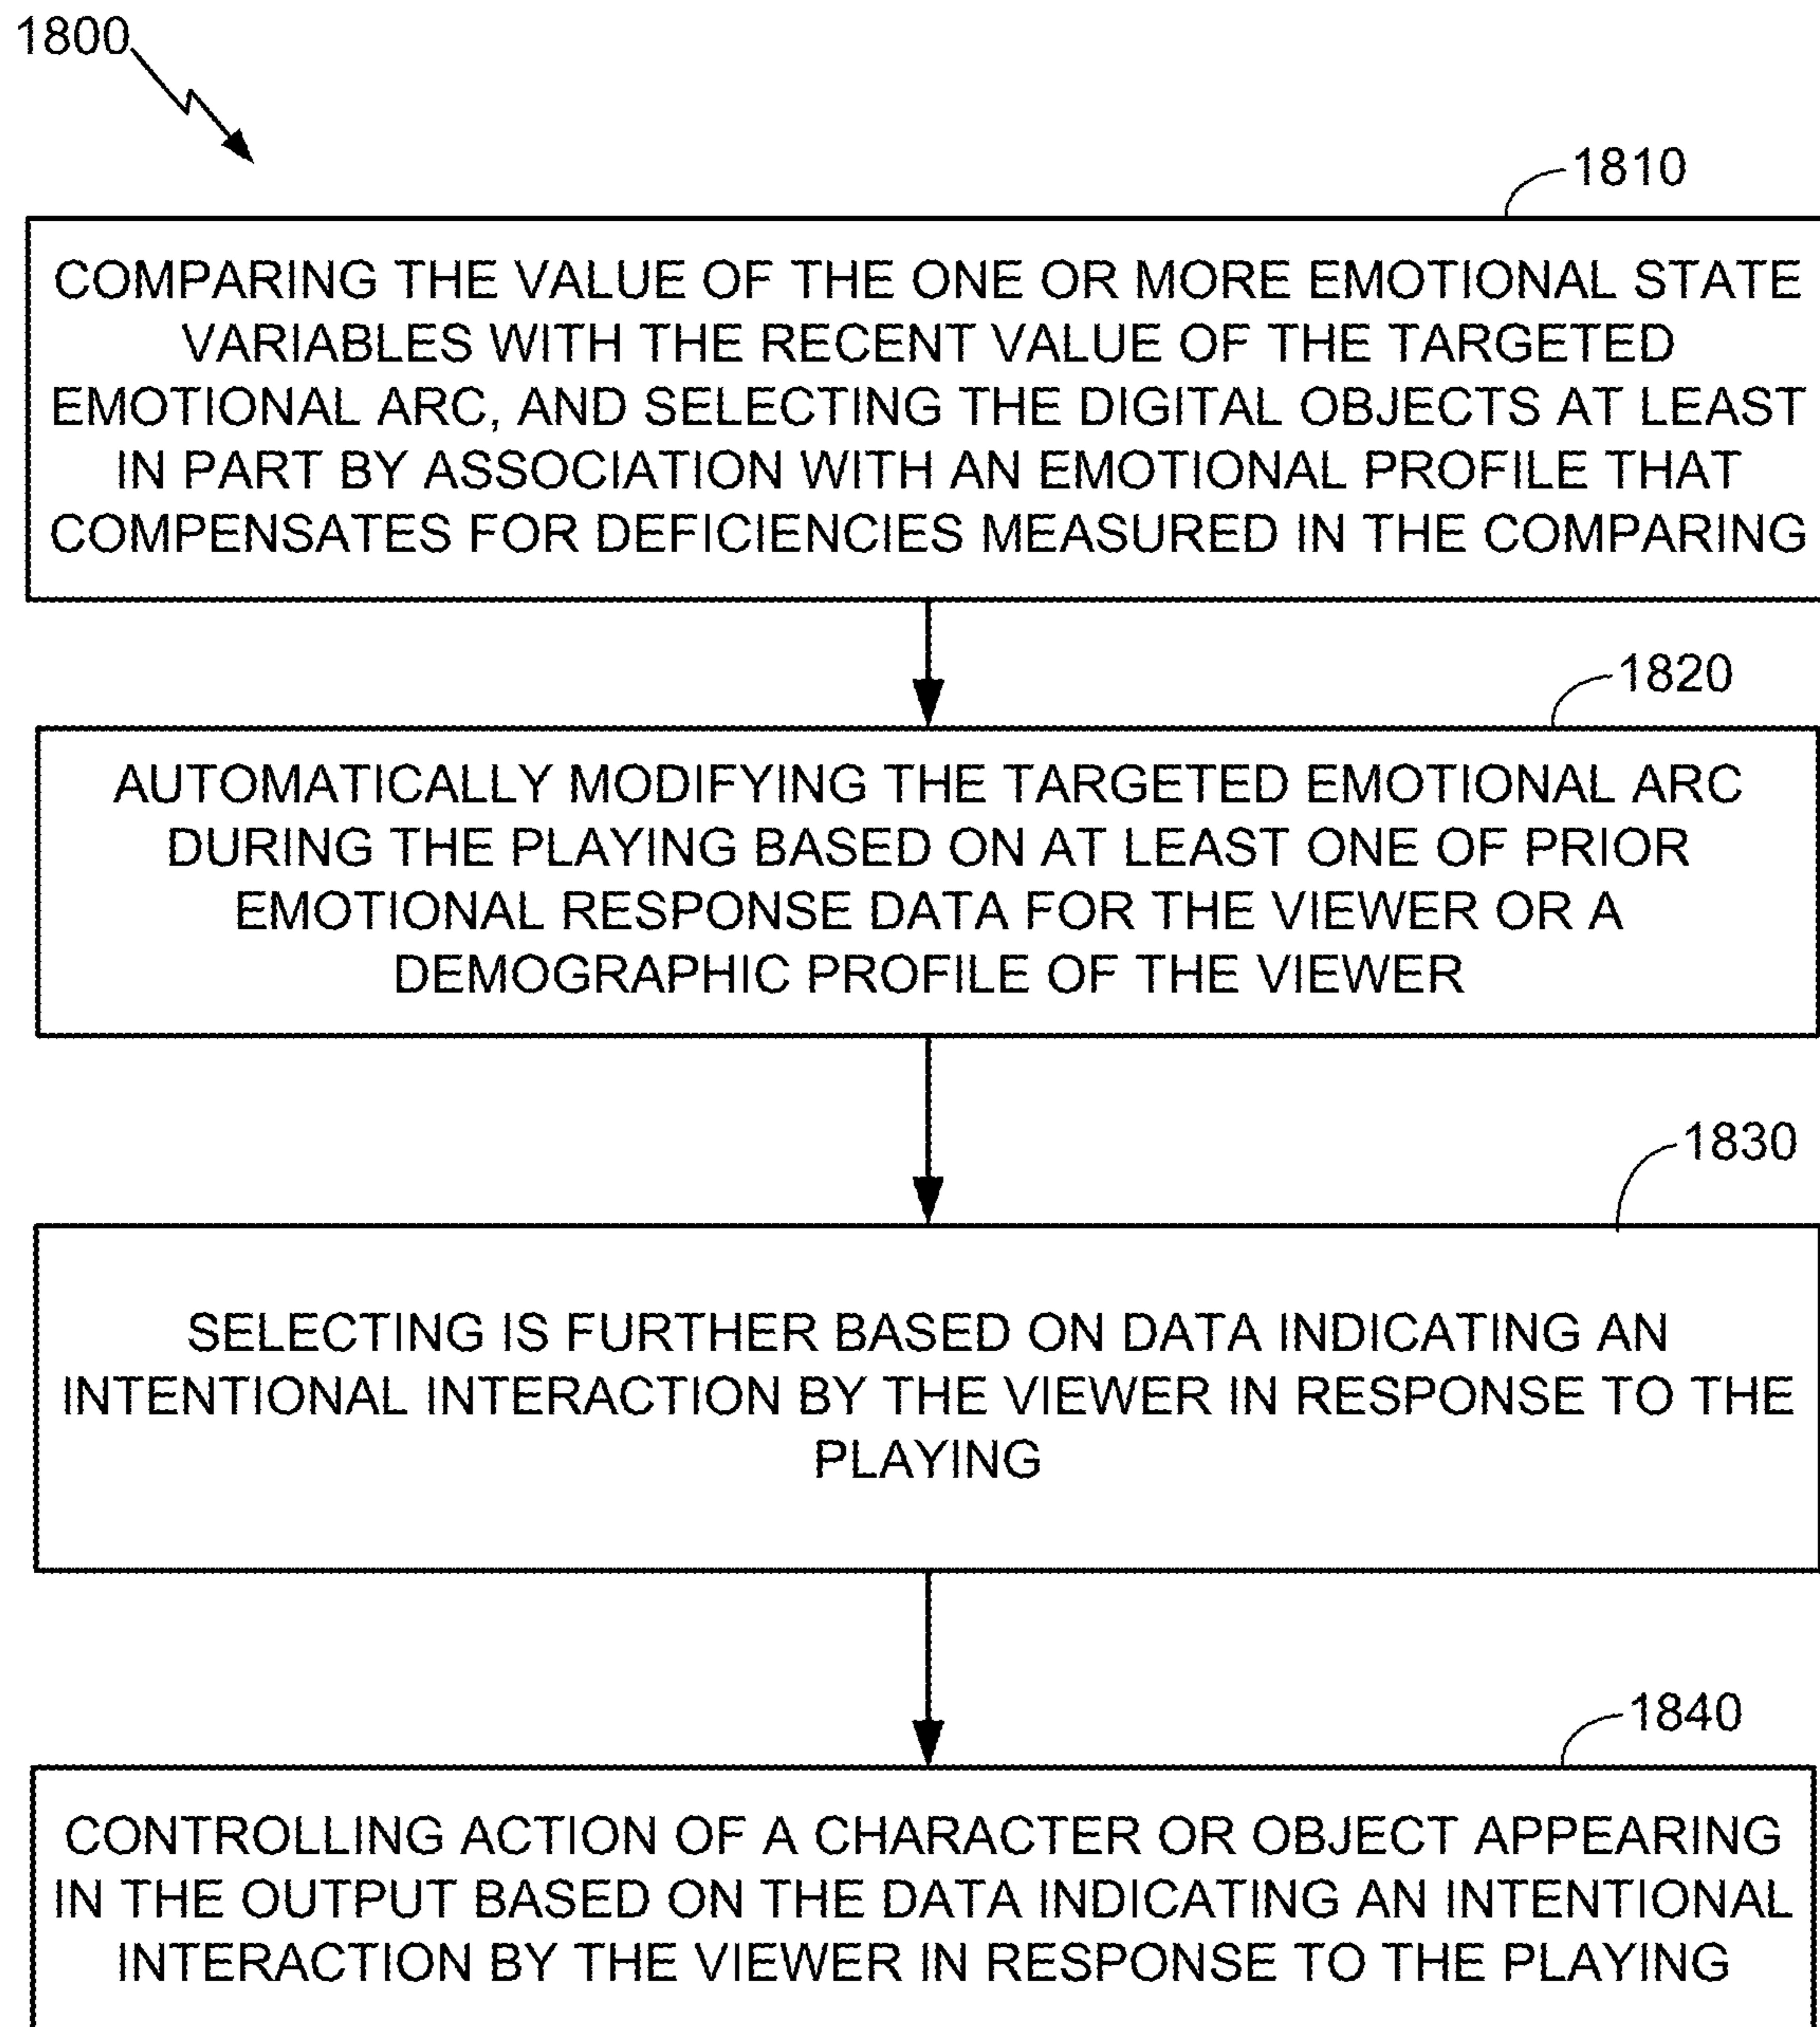 1800
1810
COMPARING THE VALUE OF THE ONE OR MORE EMOTIONAL STATE
VARIABLES WITH THE RECENT VALUE OF THE TARGETED
EMOTIONAL ARC, AND SELECTING THE DIGITAL OBJECTS AT LEAST
IN PART BY ASSOCIATION WITH AN EMOTIONAL PROFILE THAT
COMPENSATES FOR DEFICIENCIES MEASURED IN THE COMPARING
1820
AUTOMATICALLY MODIFYING THE TARGETED EMOTIONAL ARC
DURING THE PLAYING BASED ON AT LEAST ONE OF PRIOR
EMOTIONAL RESPONSE DATA FOR THE VIEWER OR A
DEMOGRAPHIC PROFILE OF THE VIEWER
1830
SELECTING IS FURTHER BASED ON DATA INDICATING AN
INTENTIONAL INTERACTION BY THE VIEWER IN RESPONSE TO THE
PLAYING
1840
CONTROLLING ACTION OF A CHARACTER OR OBJECT APPEARING
IN THE OUTPUT BASED ON THE DATA INDICATING AN INTENTIONAL
INTERACTION BY THE VIEWER IN RESPONSE TO THE PLAYING